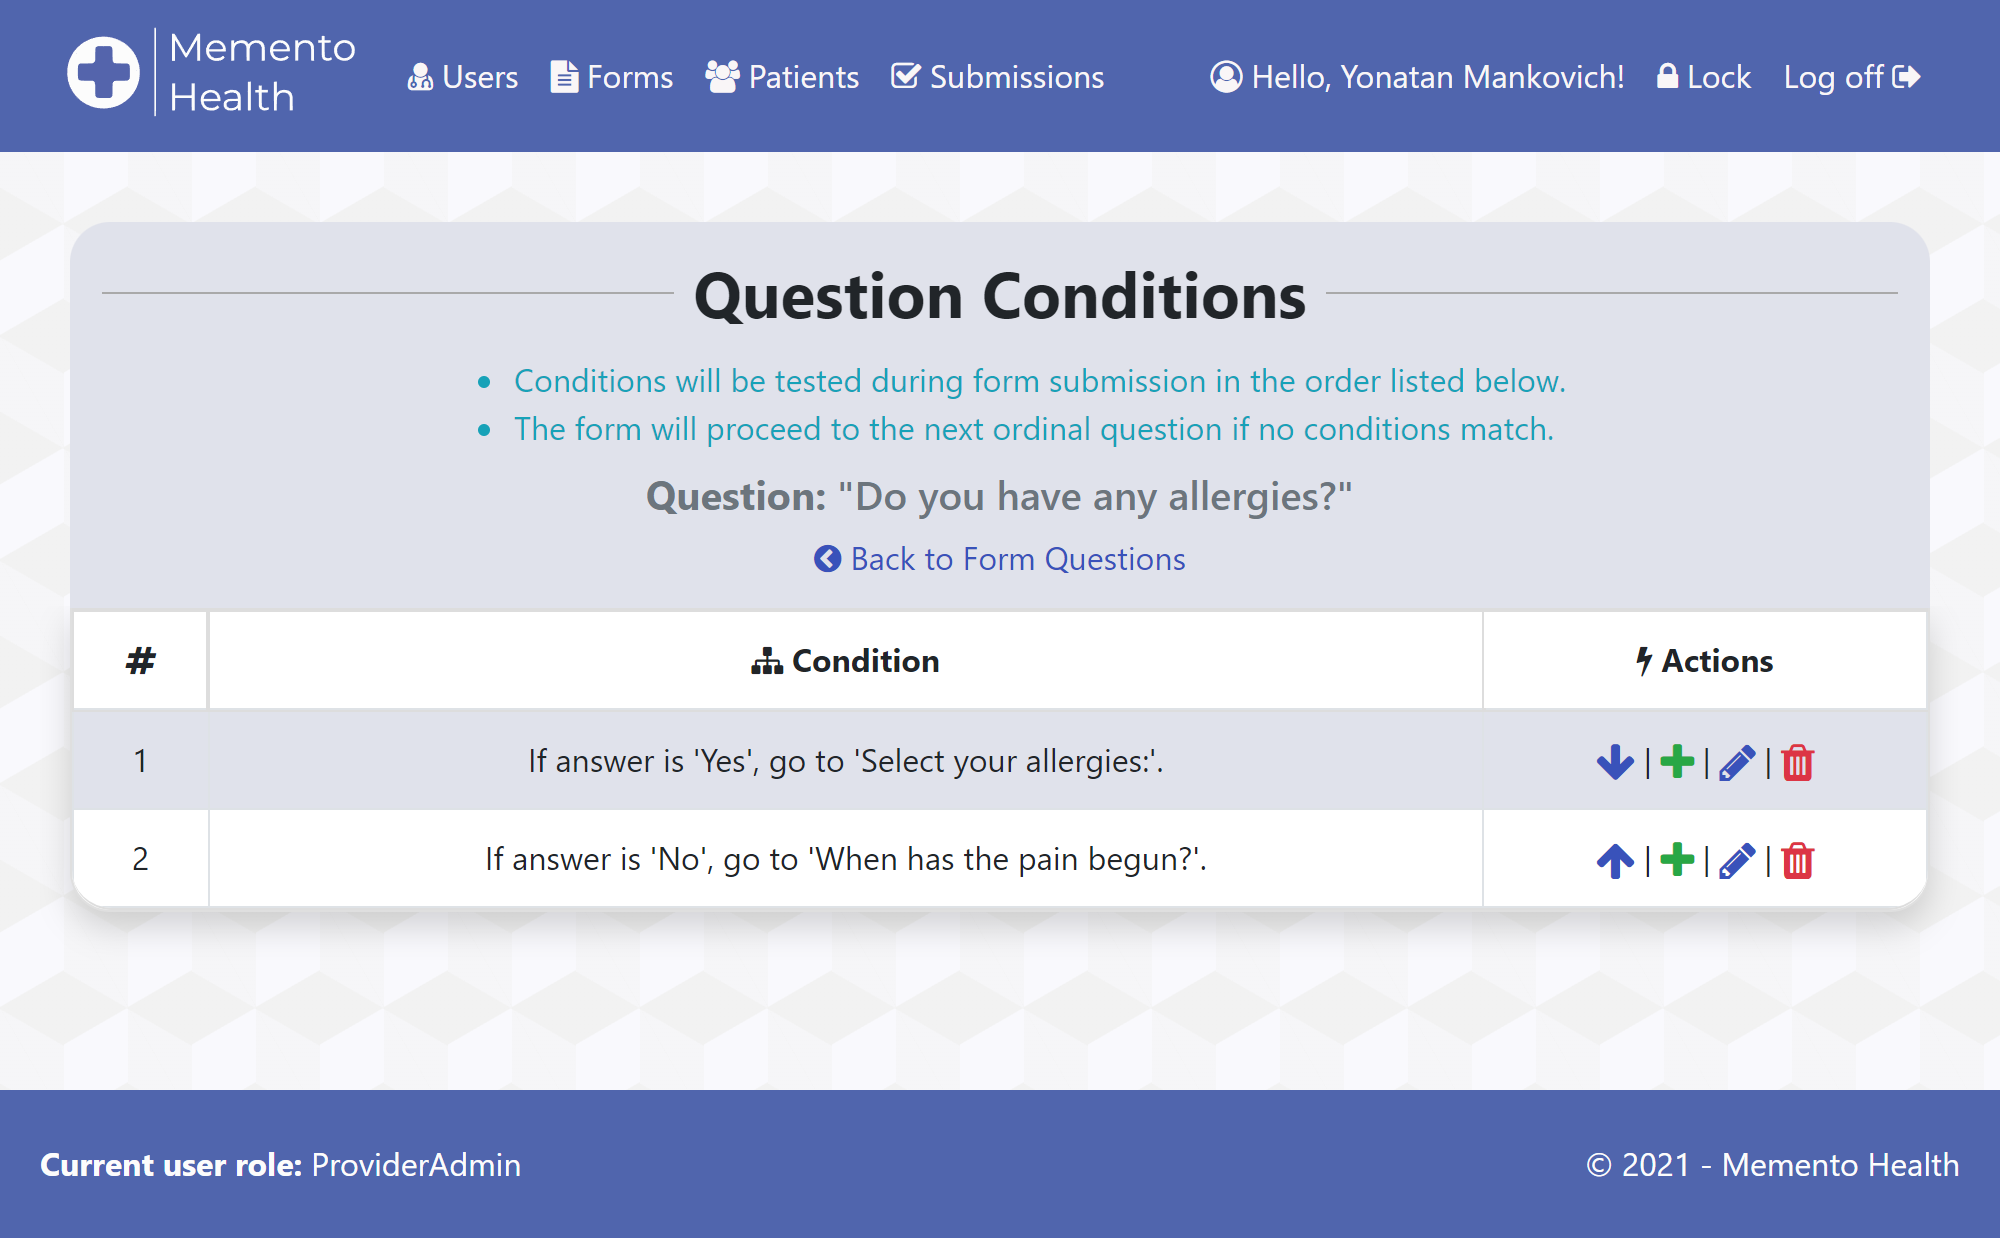 Memento
Health
Users Forms Patients Submissions Hello, Yonatan Mankovich! Lock Log off
Question Conditions
• Conditions will be tested during form submission in the order listed below.
• The form will proceed to the next ordinal question if no conditions match.
Question: "Do you have any allergies?"
Back to Form Questions
# Condition Actions
1 If answer is 'Yes', go to 'Select your allergies:'. | | |
2 If answer is 'No', go to 'When has the pain begun?'. | | |
Current user role: ProviderAdmin © 2021 - Memento Health